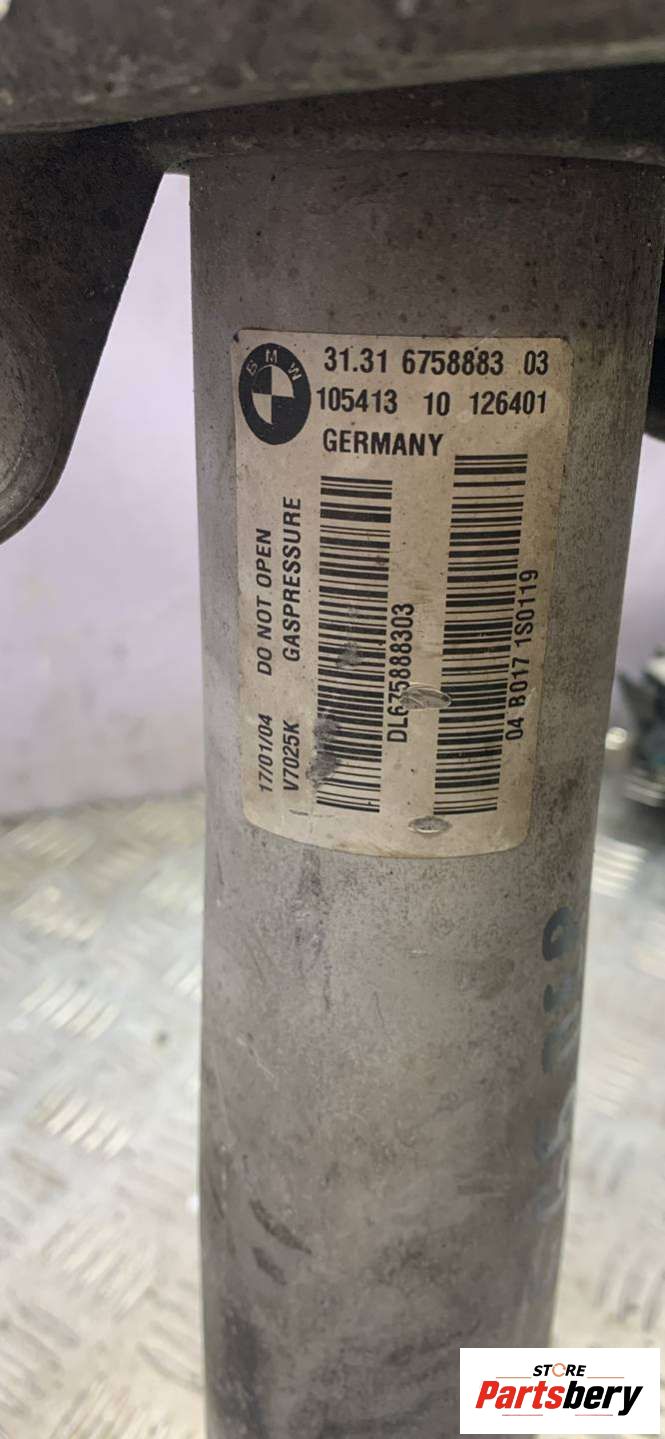 BMW
31.31 6758883 03
105413 10 126401
GERMANY
DO NOT OPEN
GASPRESSURE
17/01/04
V7025K
DL675888303
04 B017 1S0119
STORE
Partsbery